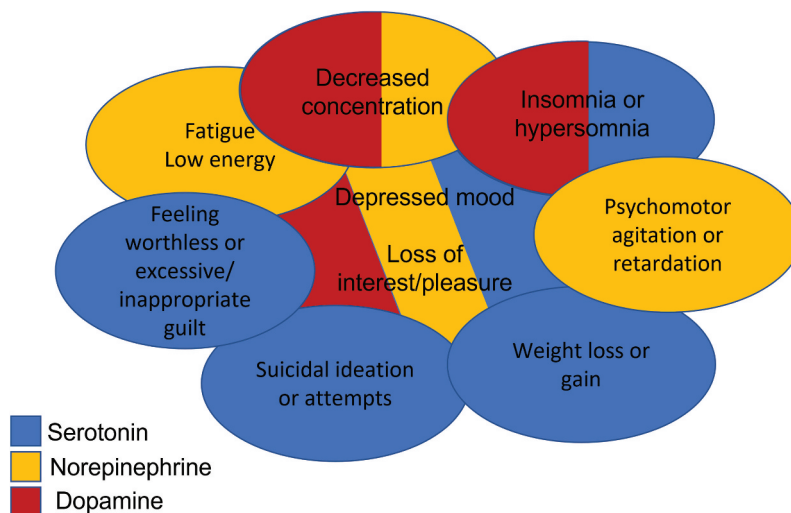 Decreased
concentration
Insomnia or
hypersomnia
Fatigue
Low energy
Depressed mood
Psychomotor
agitation or
retardation
Feeling
worthless or
excessive/
inappropriate
guilt
Loss of
interest/pleasure
Suicidal ideation
or attempts
Weight loss or
gain
Serotonin
Norepinephrine
Dopamine